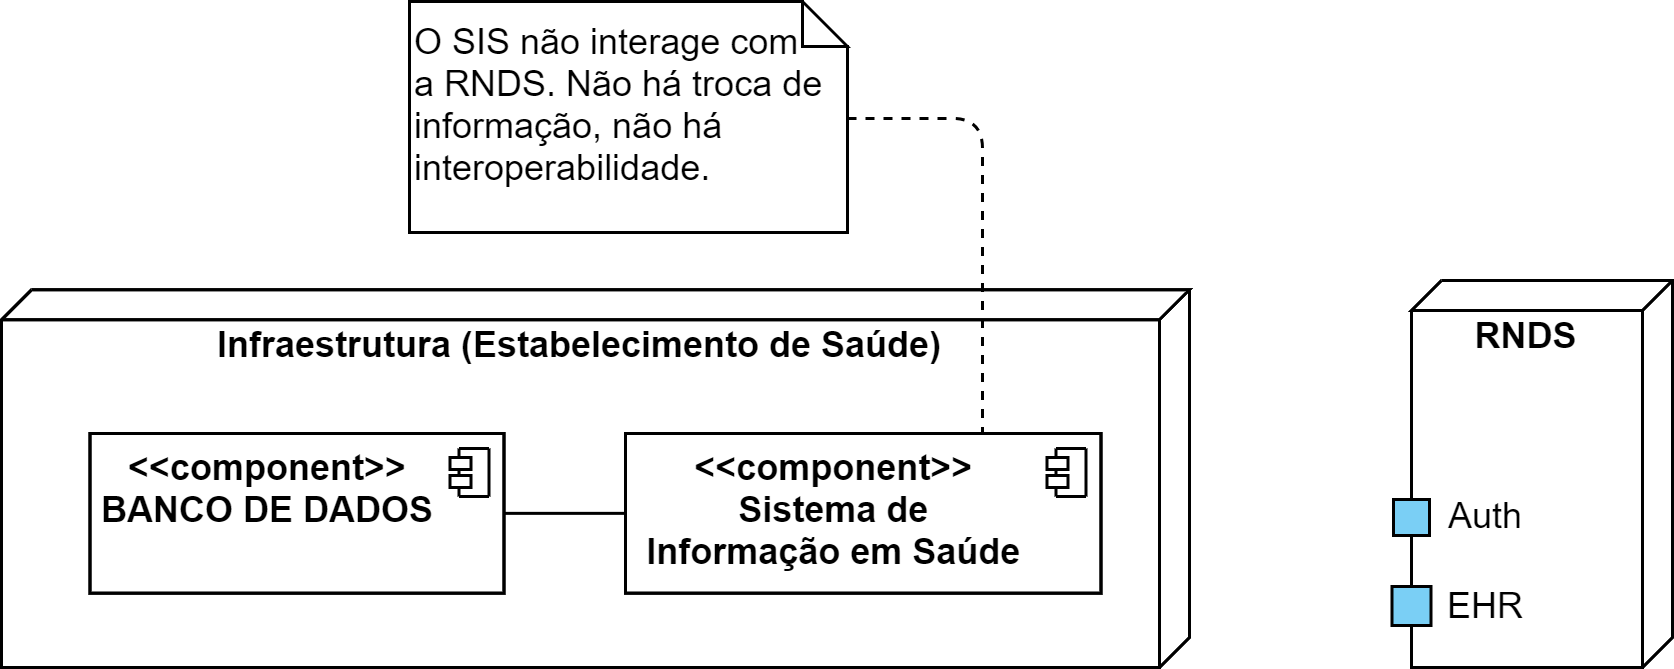 O SIS não interage com
a RNDS. Não há troca de
informação, não há
interoperabilidade.
Infraestrutura (Estabelecimento de Saúde)
<<component>>
BANCO DE DADOS
<<component>>
Sistema de
Informação em Saúde
RNDS
Auth
EHR